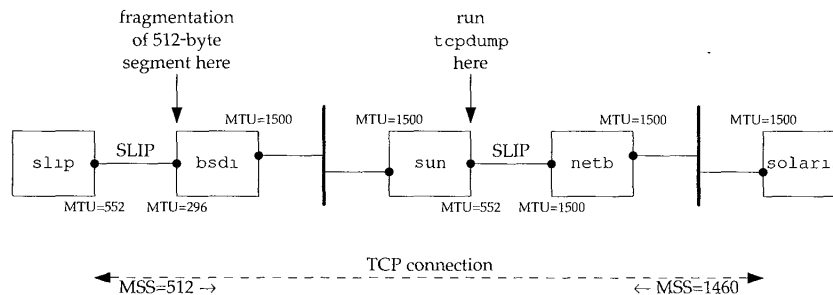 fragmentation
of 512-byte
segment here
run
tcpdump
here
MTU=1500
MTU=1500
MTU=1500
MTU=1500
slip
SLIP
bsdi
sun
SLIP
netb
solari
MTU=552
MTU=296
MTU=552
MTU=1500
TCP connection
MSS=512 →
← MSS=1460